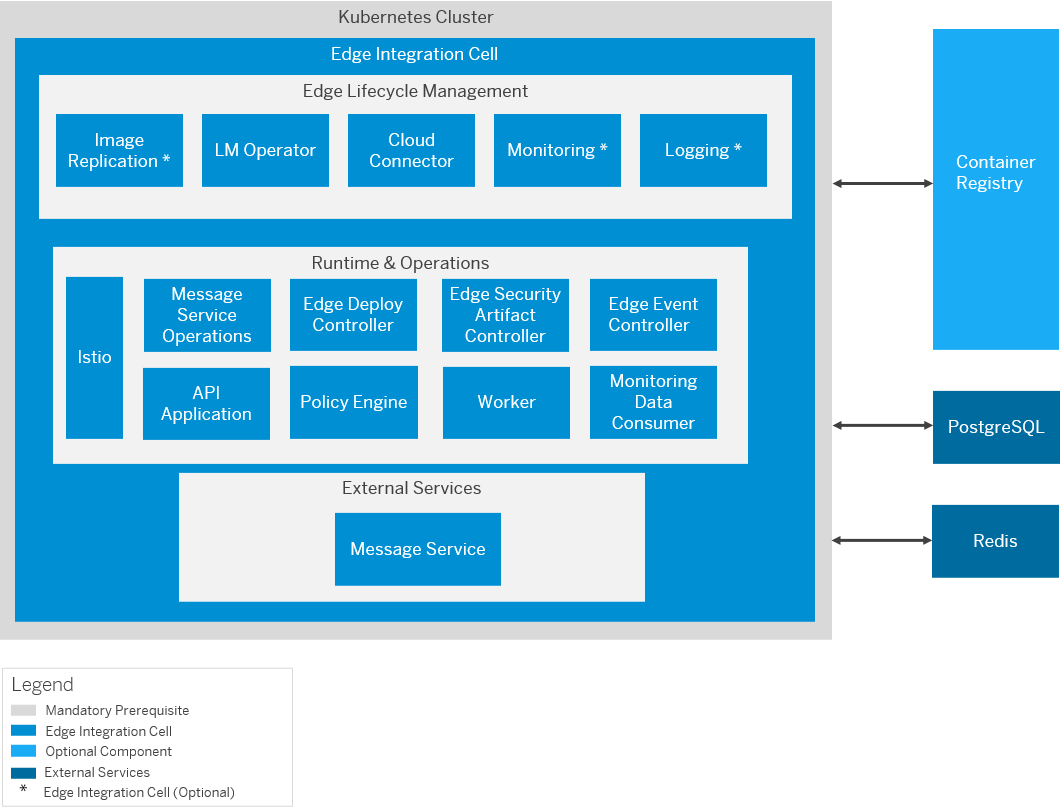 Kubernetes Cluster
Edge Integration Cell
Edge Lifecycle Management
Image
Replication *
LM Operator
Cloud
Connector
Monitoring *
Logging *
Container
Registry
Runtime & Operations
Istio
Message
Service
Operations
Edge Deploy
Controller
Edge Security
Artifact
Controller
Edge Event
Controller
API
Application
Policy Engine
Worker
Monitoring
Data
Consumer
PostgreSQL
External Services
Message Service
Redis
Legend
Mandatory Prerequisite
Edge Integration Cell
Optional Component
External Services
* Edge Integration Cell (Optional)